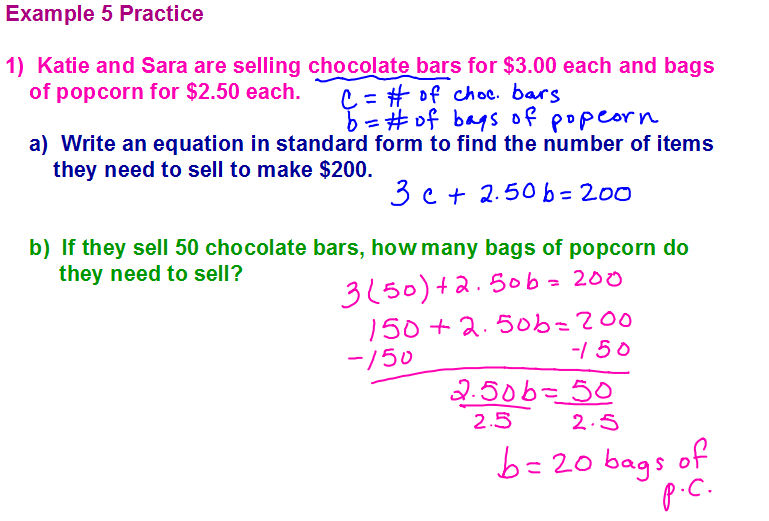 Example 5 Practice
1) Katie and Sara are selling chocolate bars for $3.00 each and bags
of popcorn for $2.50 each.
c = # of choc. bars
b = # of bags of popcorn
a) Write an equation in standard form to find the number of items
they need to sell to make $200.
3c + 2.50b = 200
b) If they sell 50 chocolate bars, how many bags of popcorn do
they need to sell?
3(50) + 2.50b = 200
150 + 2.50b = 200
-150 -150
2.50b = 50
2.5 2.5
b = 20 bags of
p.c.